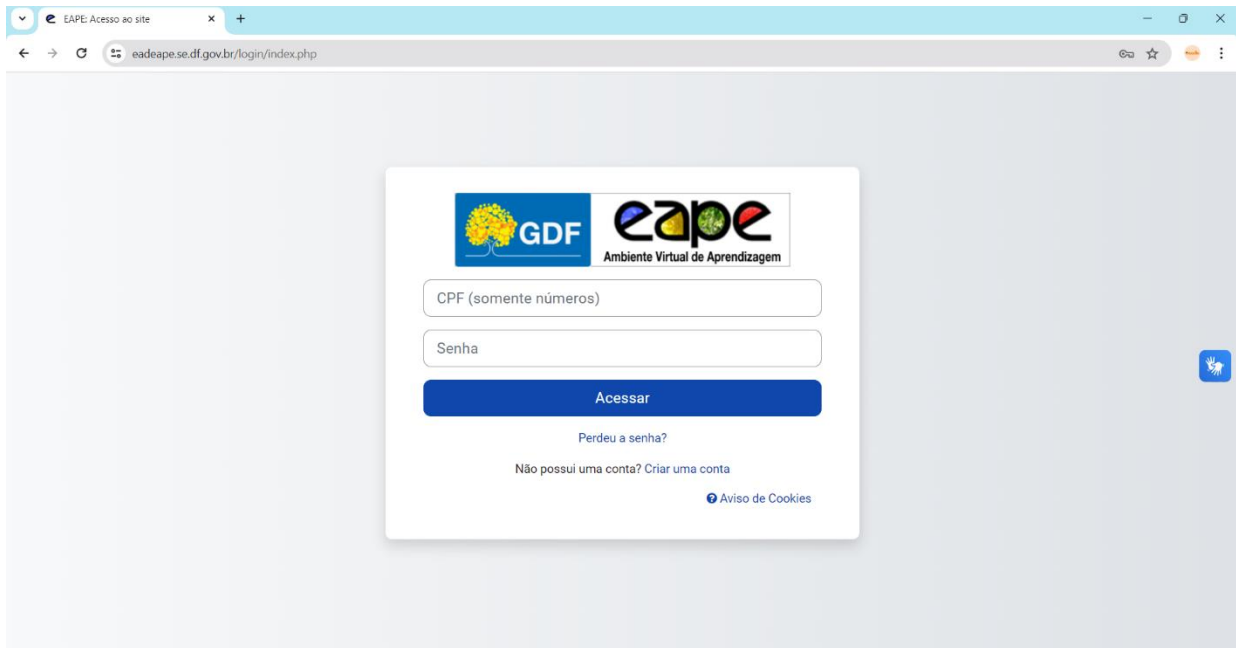 EAPE: Acesso ao site
eadeape.se.df.gov.br/login/index.php
GDF
eape
Ambiente Virtual de Aprendizagem
CPF (somente números)
Senha
Acessar
Perdeu a senha?
Não possui uma conta? Criar uma conta
Aviso de Cookies